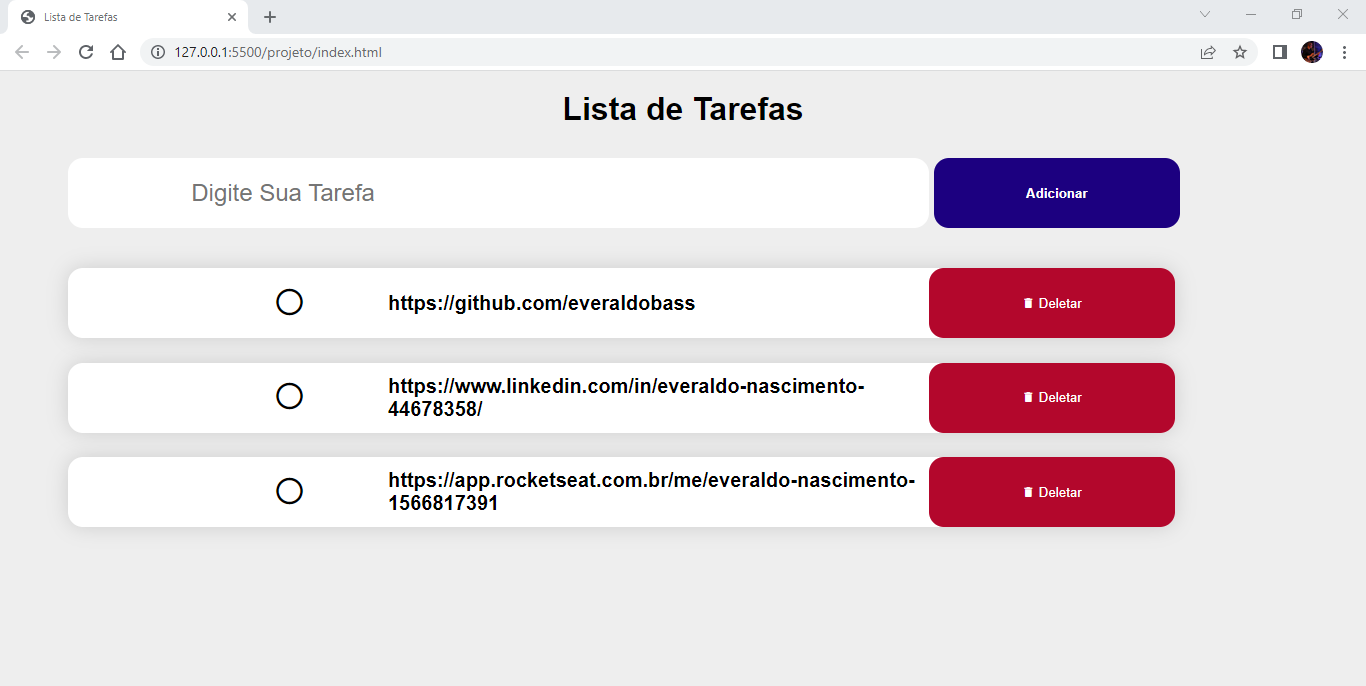 Lista de Tarefas
127.0.0.1:5500/projeto/index.html
Lista de Tarefas
Digite Sua Tarefa
Adicionar
https://github.com/everaldobass
Deletar
https://www.linkedin.com/in/everaldo-nascimento-
44678358/
Deletar
https://app.rocketseat.com.br/me/everaldo-nascimento-
1566817391
Deletar